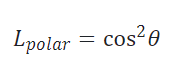 L_polar = cos²θ